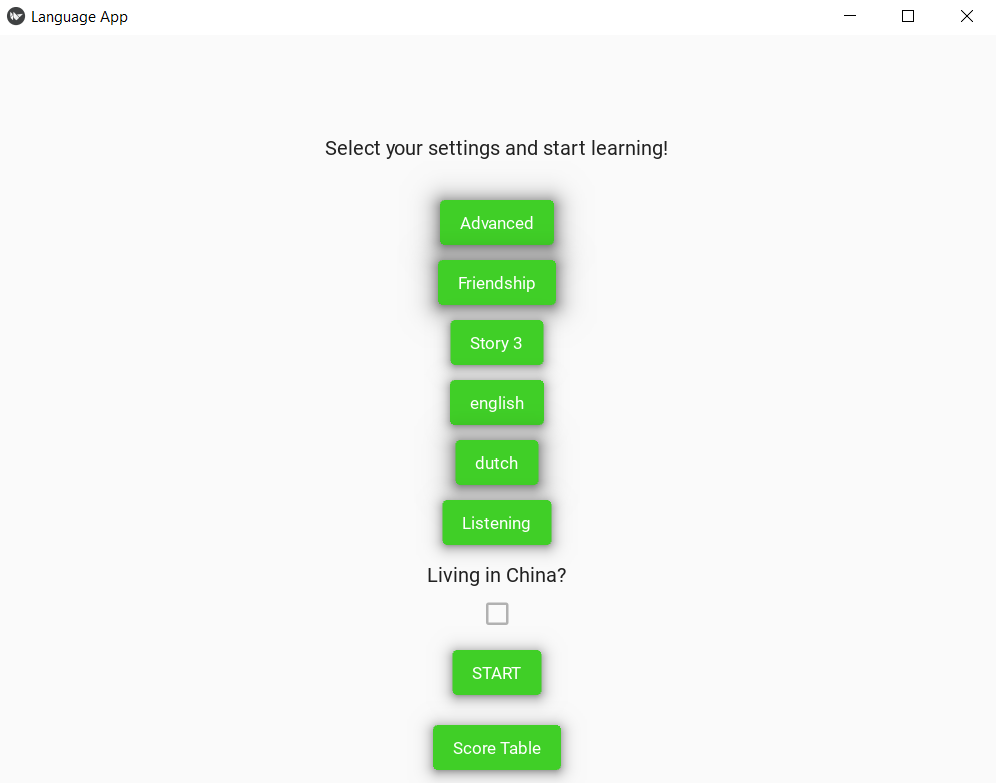 Language App
Select your settings and start learning!
Advanced
Friendship
Story 3
english
dutch
Listening
Living in China?
START
Score Table